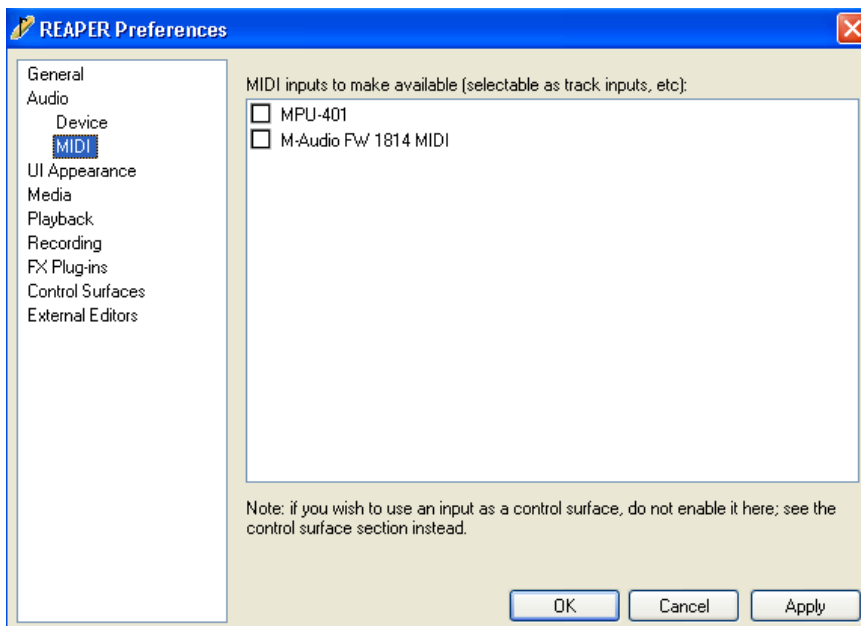 REAPER Preferences
General
Audio
Device
MIDI
UI Appearance
Media
Playback
Recording
FX Plug-ins
Control Surfaces
External Editors
MIDI inputs to make available (selectable as track inputs, etc):
MPU-401
M-Audio FW 1814 MIDI
Note: if you wish to use an input as a control surface, do not enable it here; see the
control surface section instead.
OK
Cancel
Apply